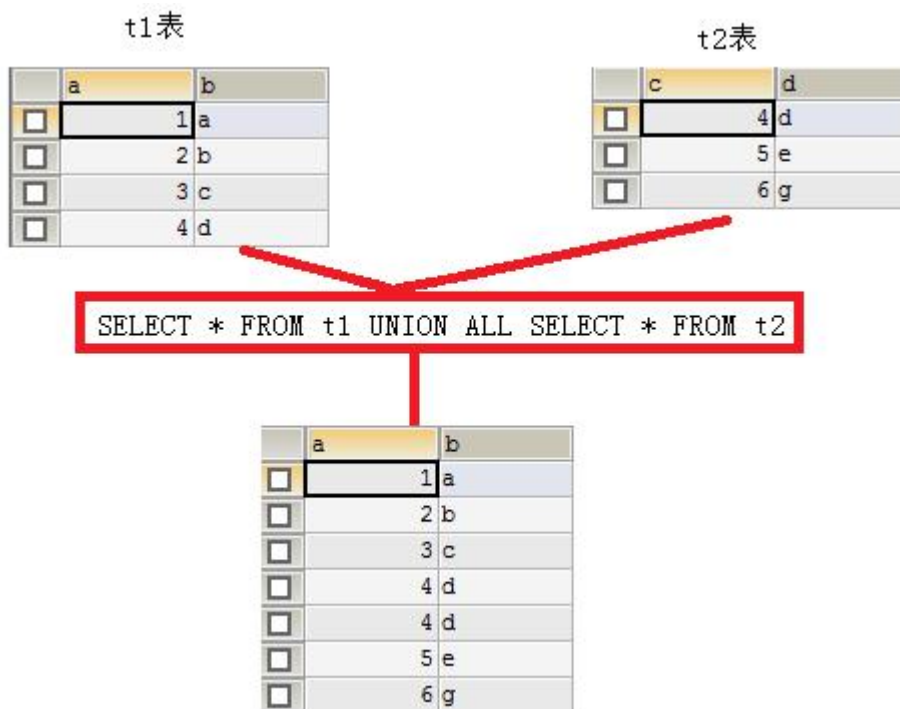 t1表
t2表
a b
1 a
2 b
3 c
4 d
c d
4 d
5 e
6 g
SELECT * FROM t1 UNION ALL SELECT * FROM t2
a b
1 a
2 b
3 c
4 d
4 d
5 e
6 g